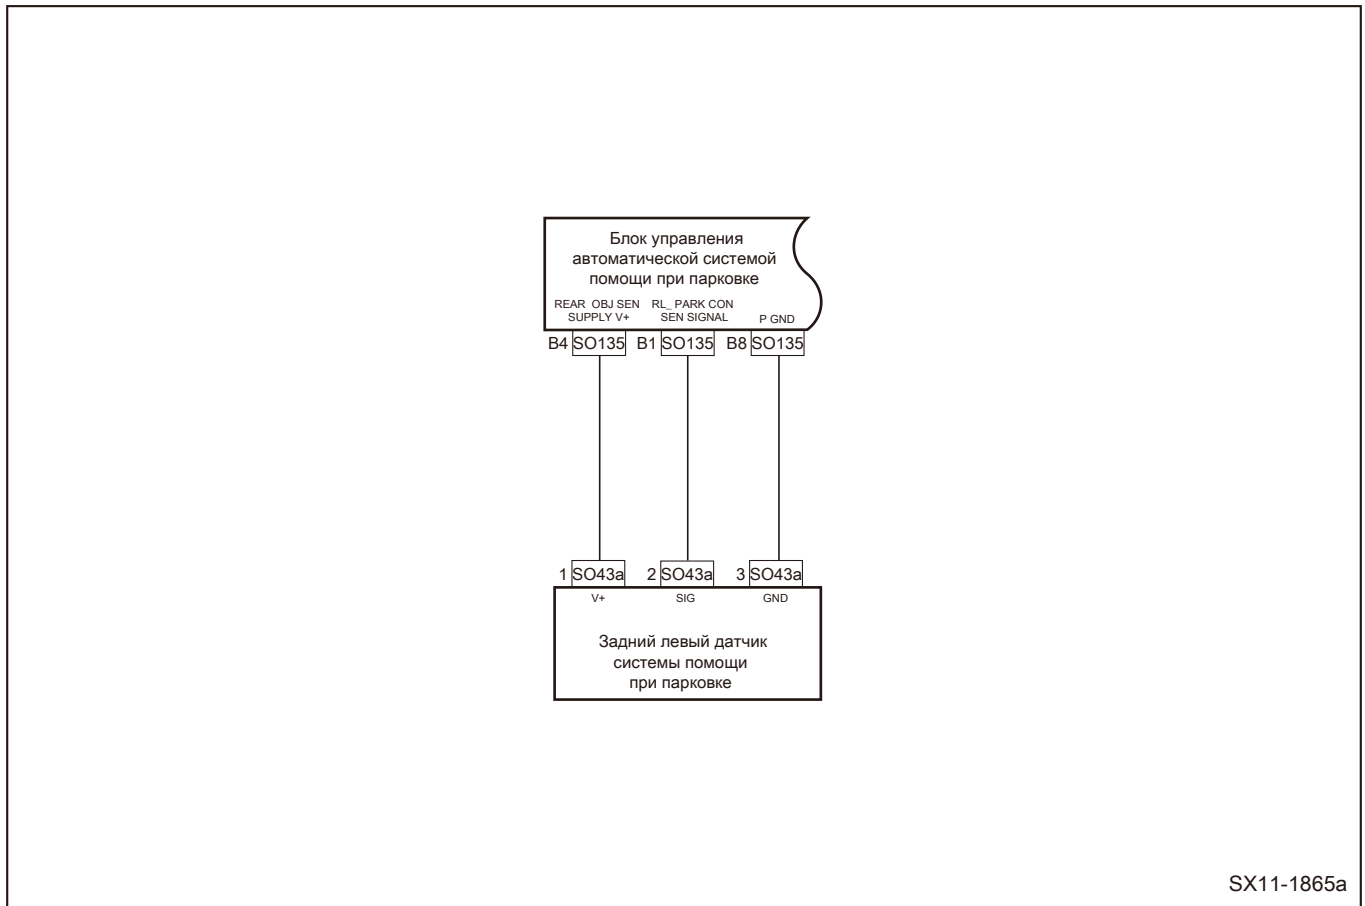 Блок управления
автоматической системой
помощи при парковке
REAR OBJ SEN RL_ PARK CON
SUPPLY V+ SEN SIGNAL P GND
B4 SO135 B1 SO135 B8 SO135
1 SO43a 2 SO43a 3 SO43a
V+ SIG GND
Задний левый датчик
системы помощи
при парковке
SX11-1865a